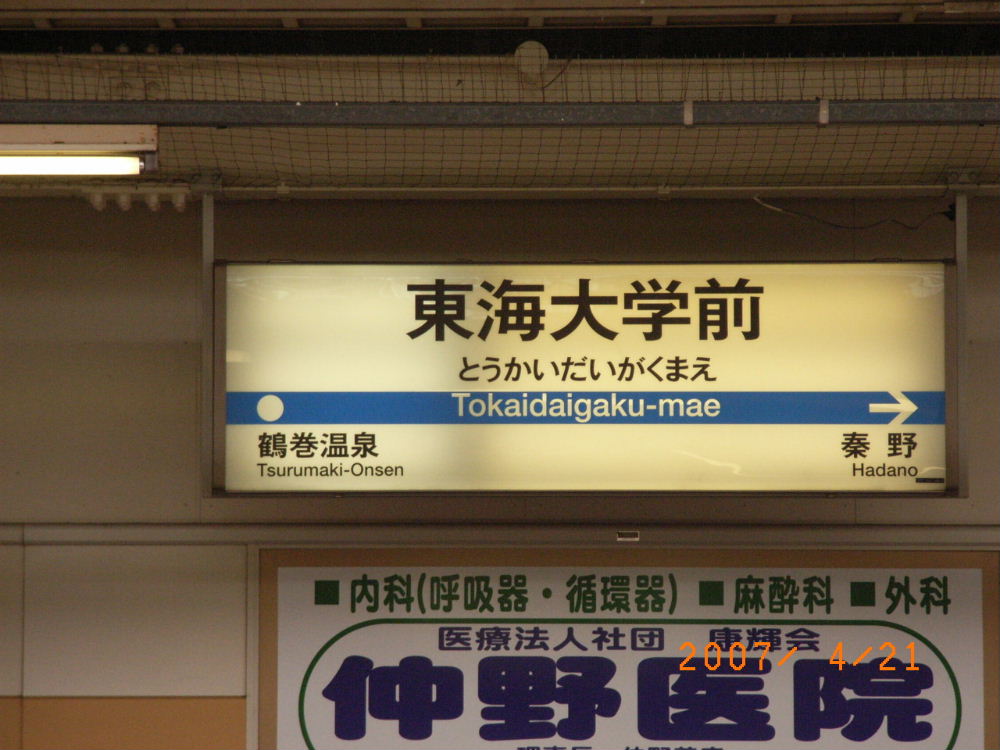 東海大学前
とうかいだいがくまえ
Tokaidaigaku-mae
鶴巻温泉 秦野
Tsurumaki-Onsen Hadano
■内科(呼吸器・循環器) ■麻酔科 ■外科
医療法人社団 康輝会
2007/ 4/21
仲野医院